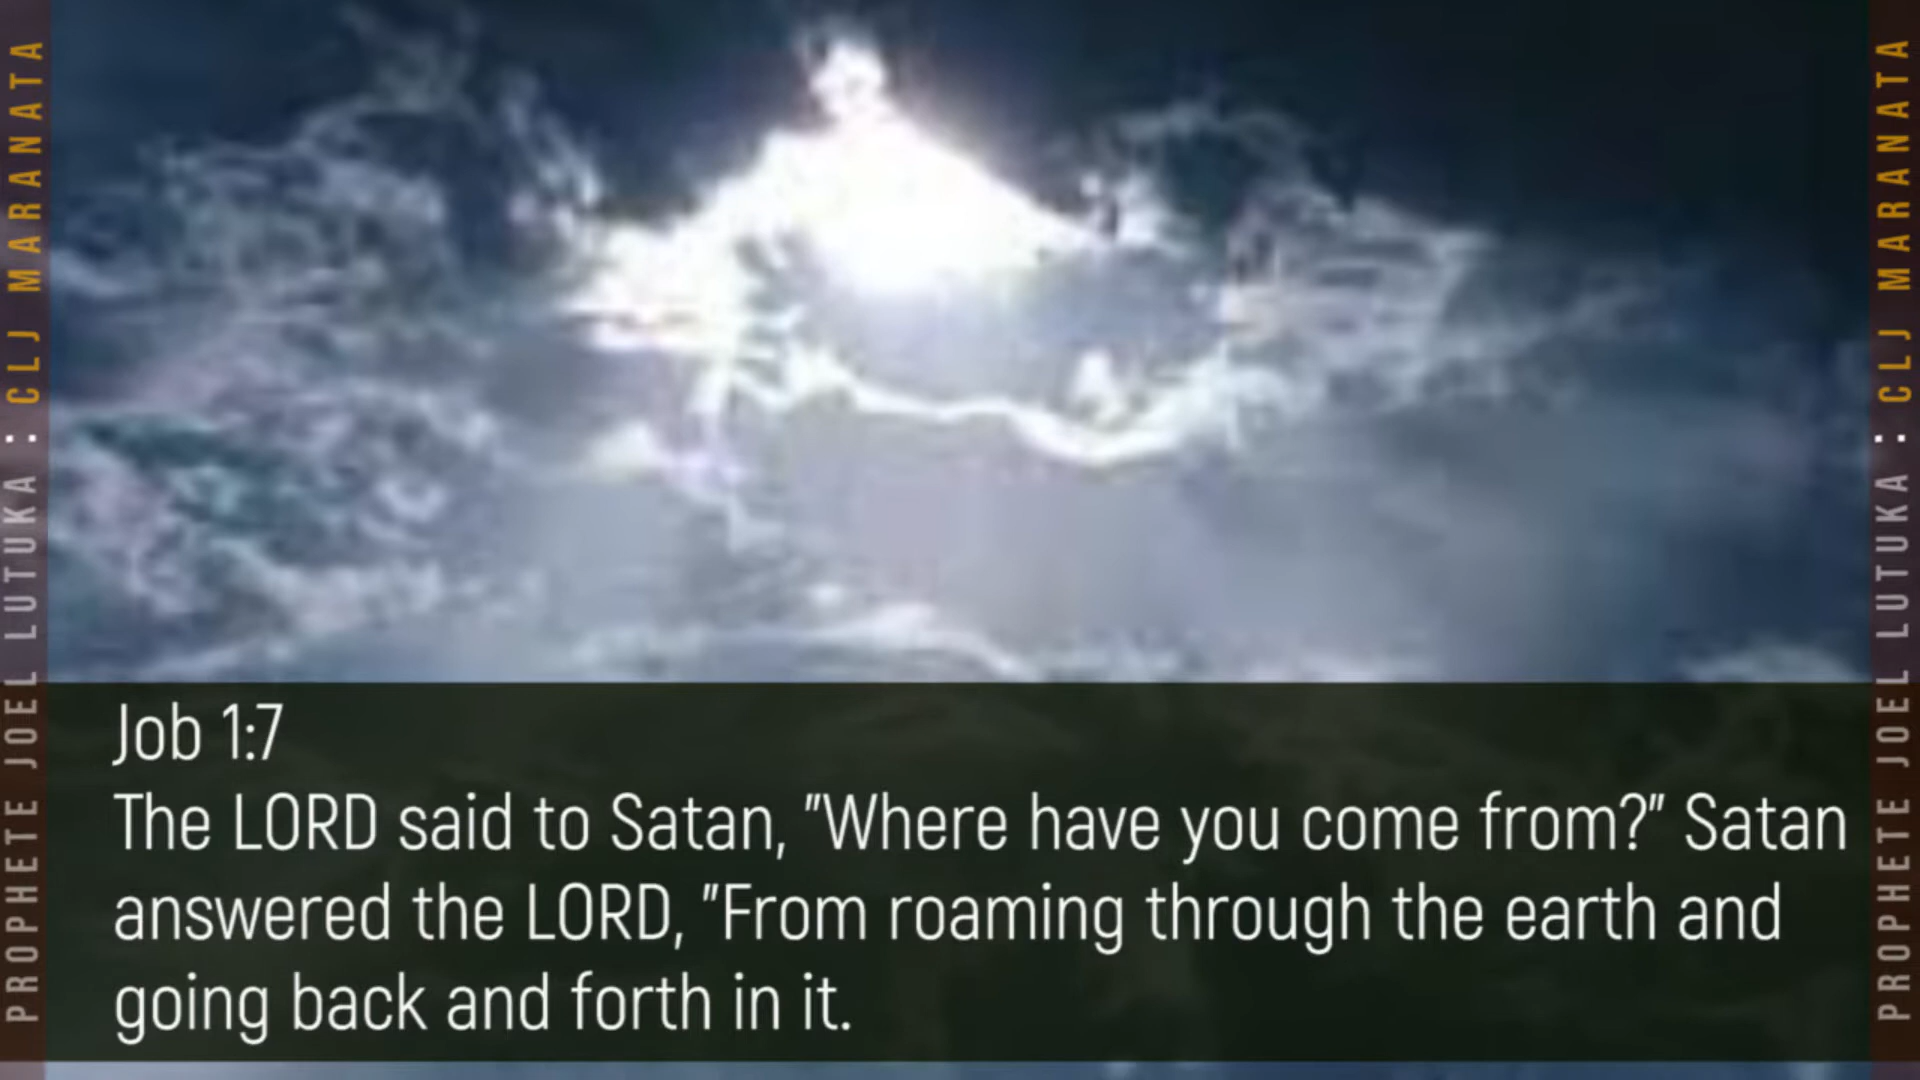 PROPHETE JOEL LUTUKA : CLJ MARANATA
Job 1:7
The LORD said to Satan, "Where have you come from?" Satan
answered the LORD, "From roaming through the earth and
going back and forth in it.
PROPHETE JOEL LUTUKA : CLJ MARANATA